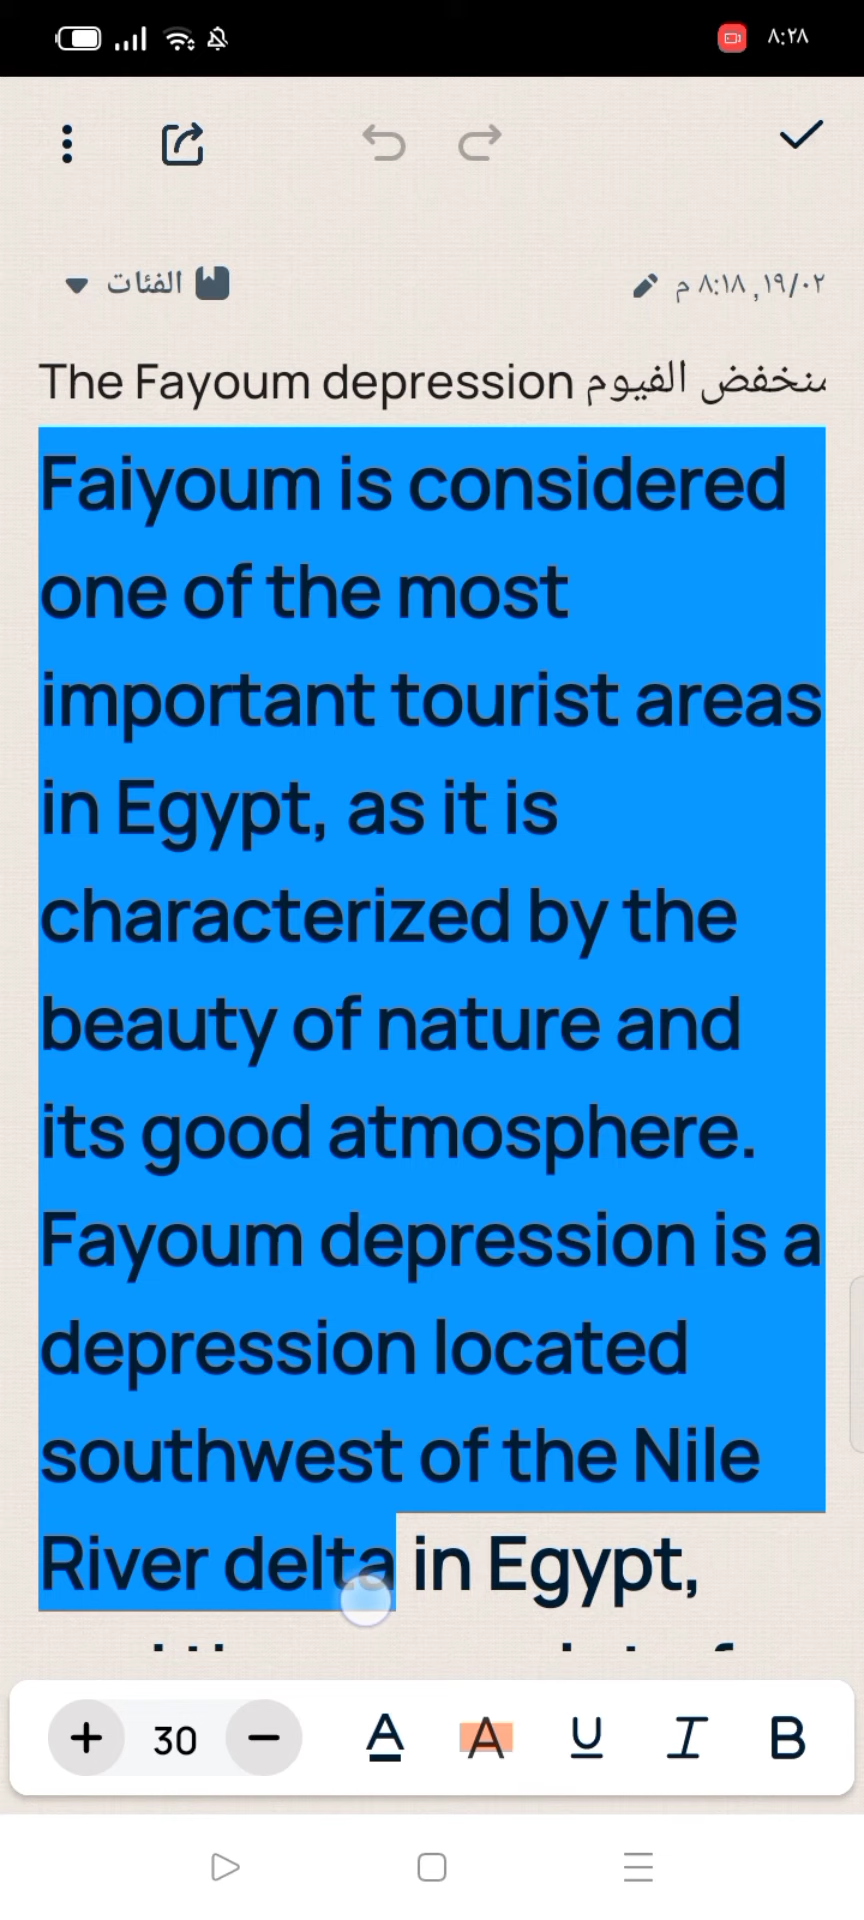 ٨:٢٨
الفئات
١٩/٠٢, ٨:١٨ م
The Fayoum depression منخفض الفيوم
Faiyoum is considered
one of the most
important tourist areas
in Egypt, as it is
characterized by the
beauty of nature and
its good atmosphere.
Fayoum depression is a
depression located
southwest of the Nile
River delta in Egypt,
+ 30 − A A U I B